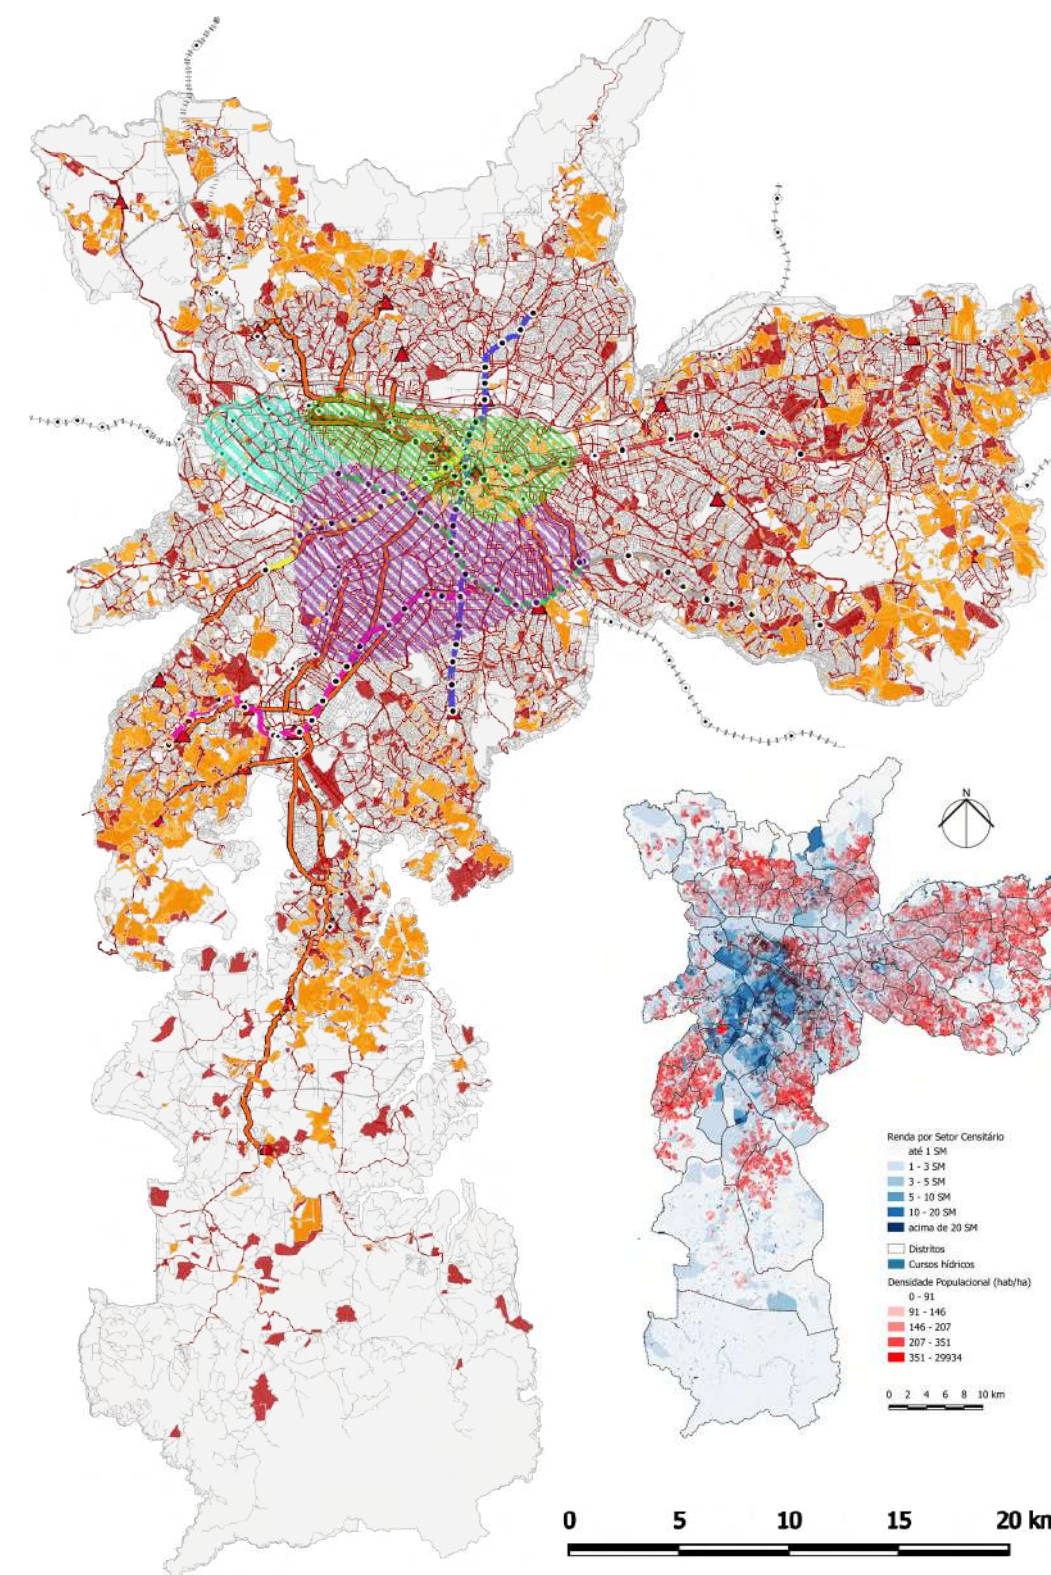 N
Renda por Setor Censitário
até 1 SM
1 - 3 SM
3 - 5 SM
5 - 10 SM
10 - 20 SM
acima de 20 SM
Distritos
Cursos hídricos
Densidade Populacional (hab/ha)
0 - 91
91 - 146
146 - 207
207 - 351
351 - 29934
0 2 4 6 8 10 km
0 5 10 15 20 km